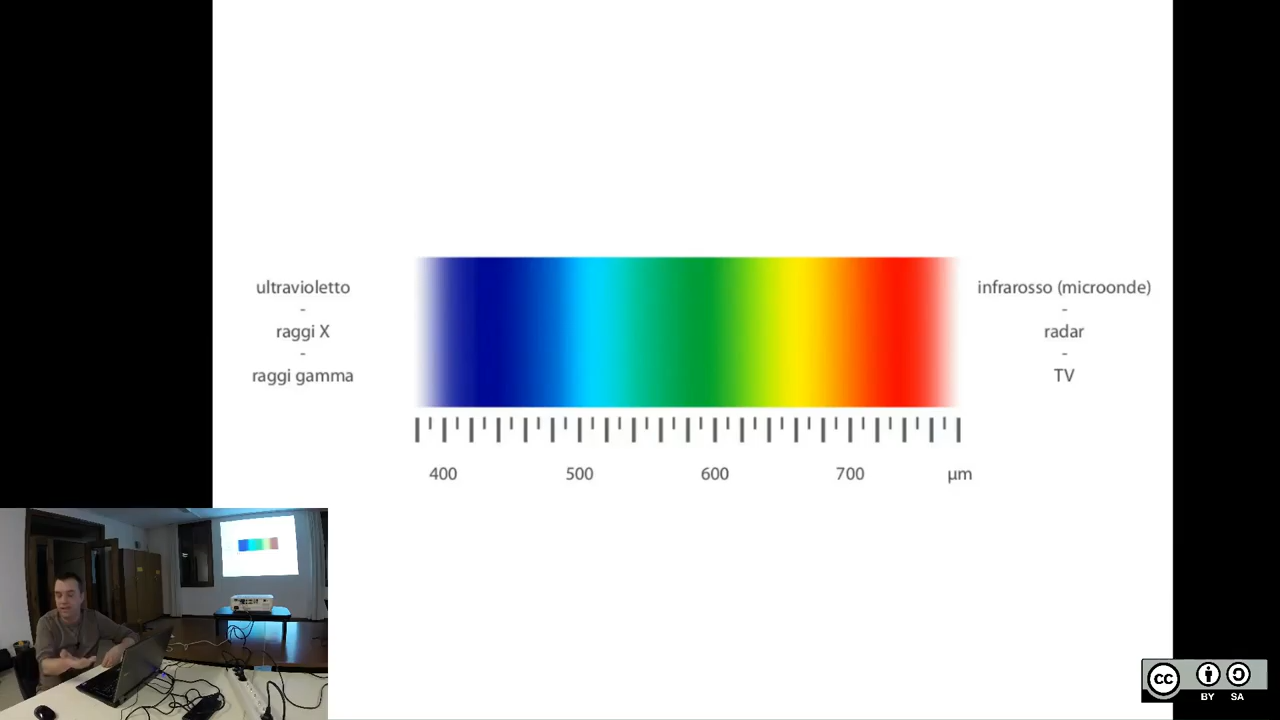 ultravioletto
-
raggi X
-
raggi gamma
infrarosso (microonde)
-
radar
-
TV
400 500 600 700 µm
cc BY SA